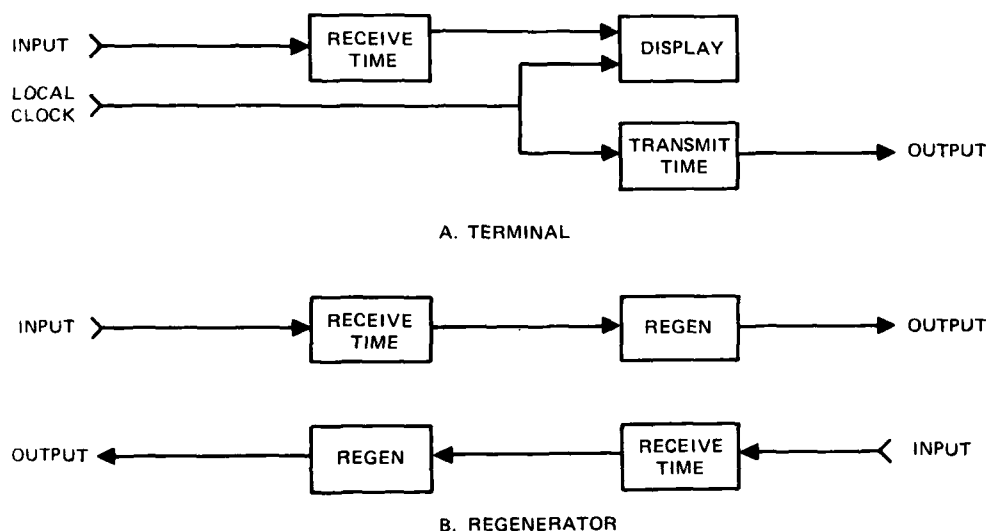 INPUT
RECEIVE
TIME
DISPLAY
LOCAL
CLOCK
TRANSMIT
TIME
OUTPUT
A. TERMINAL
INPUT
RECEIVE
TIME
REGEN
OUTPUT
OUTPUT
REGEN
RECEIVE
TIME
INPUT
B. REGENERATOR